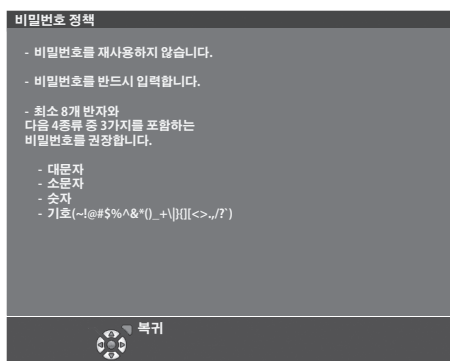 비밀번호 정책
- 비밀번호를 재사용하지 않습니다.
- 비밀번호를 반드시 입력합니다.
- 최소 8개 반자와
다음 4종류 중 3가지를 포함하는
비밀번호를 권장합니다.
- 대문자
- 소문자
- 숫자
- 기호(~!@#$%^&*()_+\|}{][<>.,/?`)
복귀